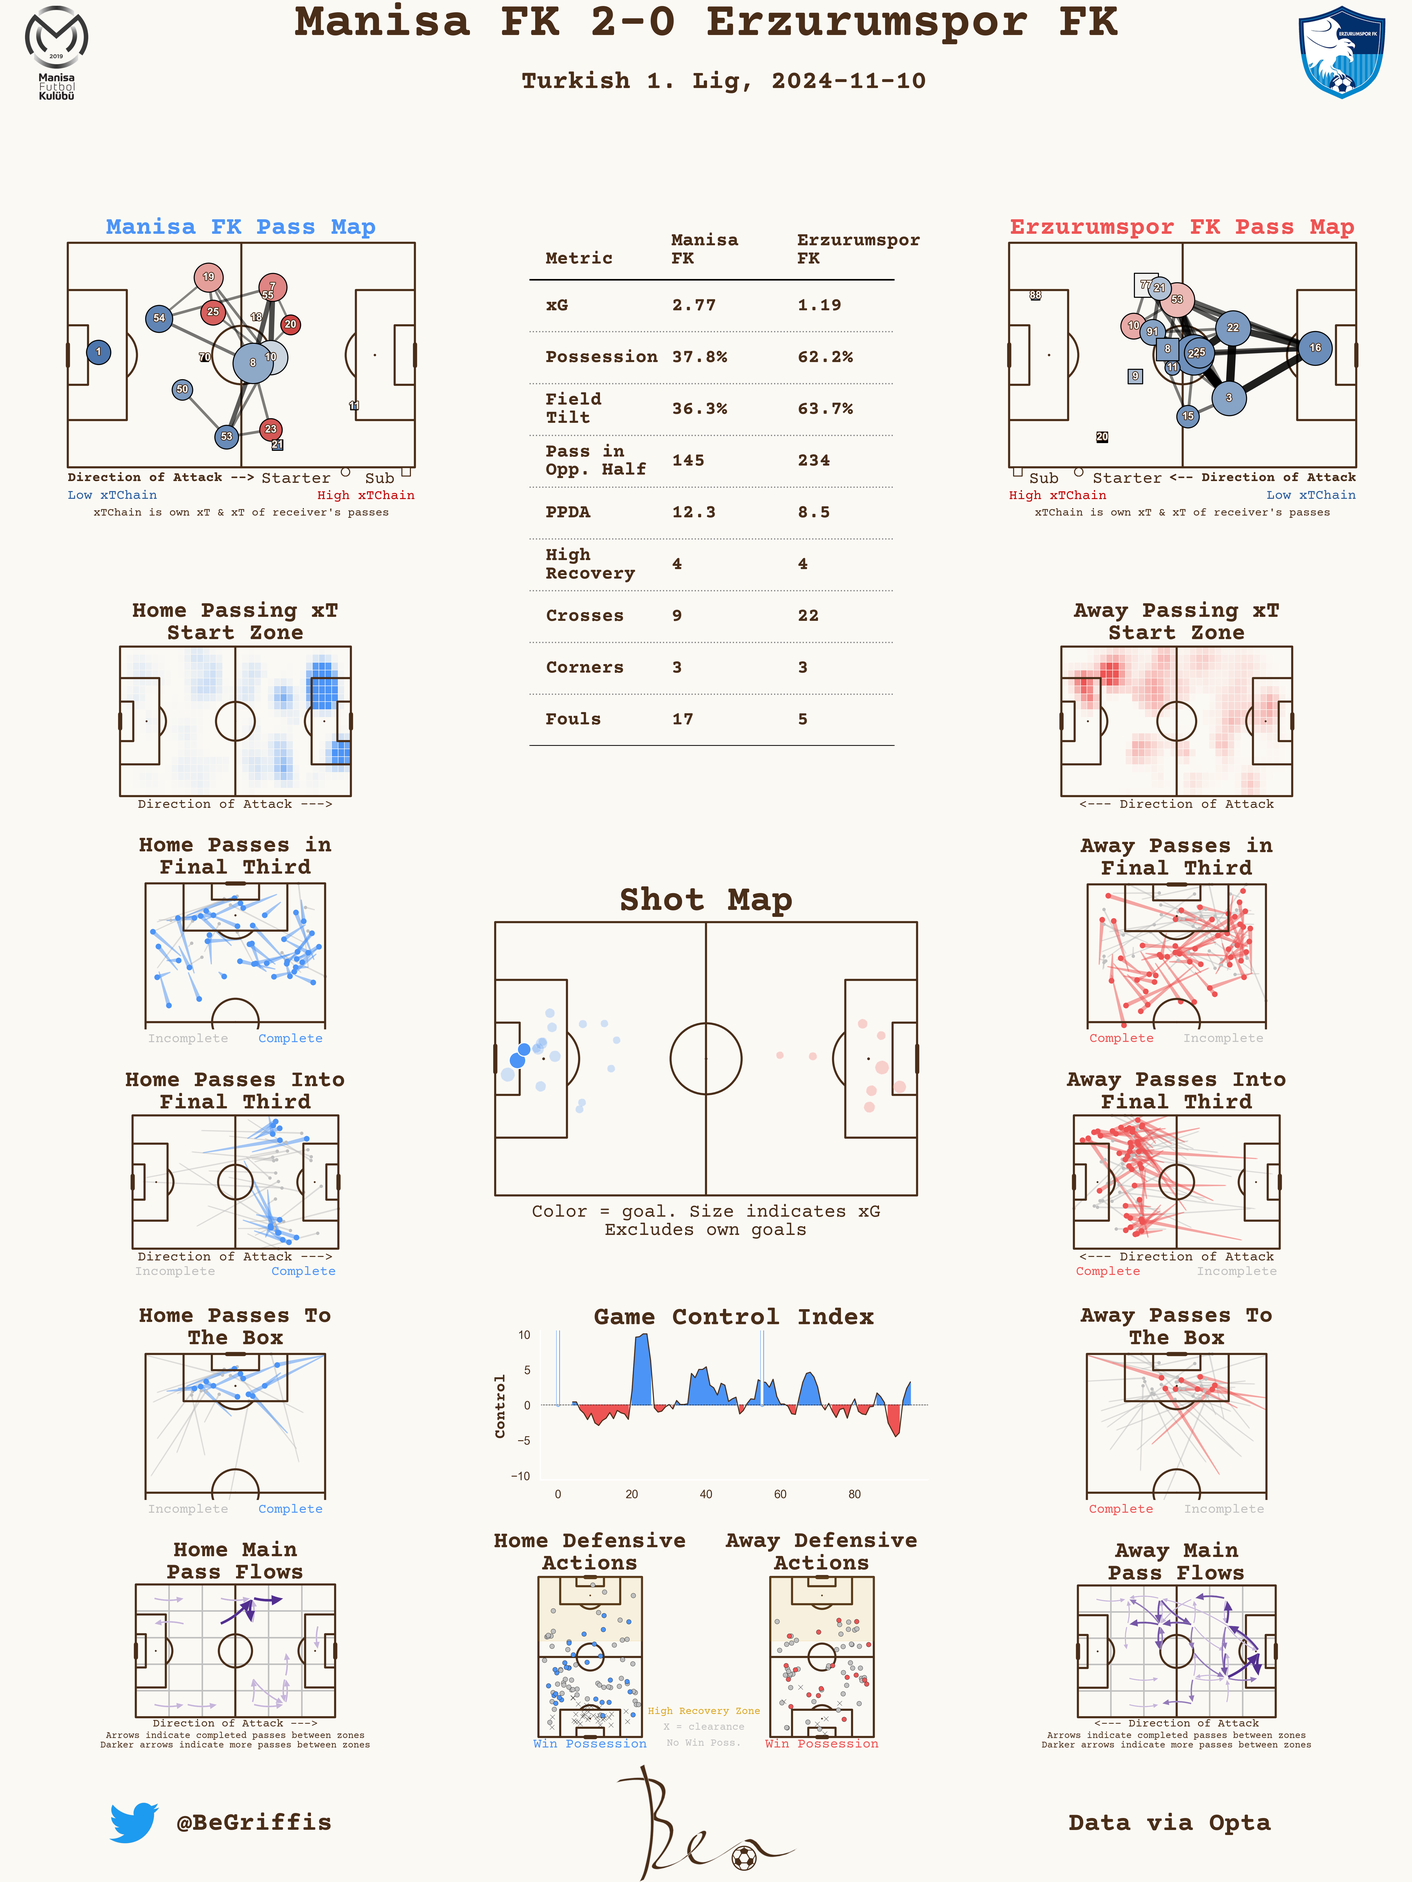 Manisa FK 2-0 Erzurumspor FK
Turkish 1. Lig, 2024-11-10
2019
Manisa
Futbol
Kulübü
ERZURUMSPOR FK
Manisa FK Pass Map
19
7
55
25
18
20
54
1
70
8
10
50
11
53
23
21
Direction of Attack --> Starter Sub
Low xTChain High xTChain
xTChain is own xT & xT of receiver's passes
Metric Manisa FK Erzurumspor FK
xG 2.77 1.19
Possession 37.8% 62.2%
Field Tilt 36.3% 63.7%
Pass in Opp. Half 145 234
PPDA 12.3 8.5
High Recovery 4 4
Crosses 9 22
Corners 3 3
Fouls 17 5
Erzurumspor FK Pass Map
88
77
21
53
10
91
22
8
25
16
11
9
3
15
20
Sub Starter <-- Direction of Attack
High xTChain Low xTChain
xTChain is own xT & xT of receiver's passes
Home Passing xT
Start Zone
Direction of Attack --->
Away Passing xT
Start Zone
<--- Direction of Attack
Home Passes in
Final Third
Incomplete Complete
Away Passes in
Final Third
Complete Incomplete
Shot Map
Color = goal. Size indicates xG
Excludes own goals
Home Passes Into
Final Third
Direction of Attack --->
Incomplete Complete
Away Passes Into
Final Third
<--- Direction of Attack
Complete Incomplete
Home Passes To
The Box
Incomplete Complete
Game Control Index
Control
10
5
0
−5
−10
0 20 40 60 80
Away Passes To
The Box
Complete Incomplete
Home Main
Pass Flows
Direction of Attack --->
Arrows indicate completed passes between zones
Darker arrows indicate more passes between zones
Home Defensive
Actions
Win Possession
High Recovery Zone
X = clearance
No Win Poss.
Away Defensive
Actions
Win Possession
Away Main
Pass Flows
<--- Direction of Attack
Arrows indicate completed passes between zones
Darker arrows indicate more passes between zones
@BeGriffis
Ben
Data via Opta